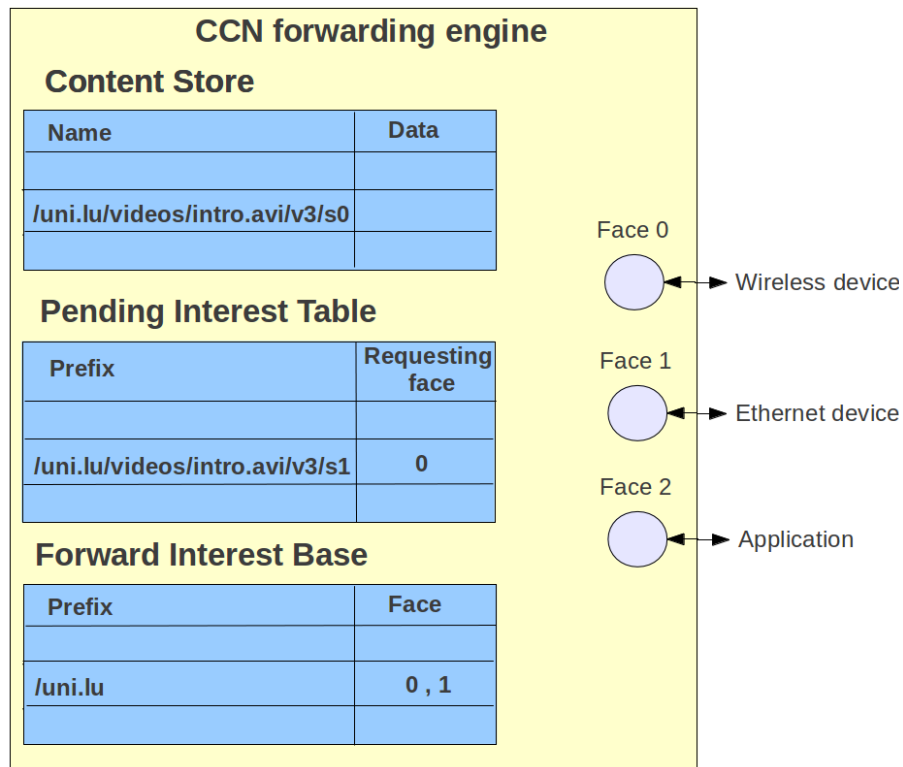 CCN forwarding engine
Content Store
Name Data
/uni.lu/videos/intro.avi/v3/s0
Pending Interest Table
Prefix Requesting
face
/uni.lu/videos/intro.avi/v3/s1 0
Forward Interest Base
Prefix Face
/uni.lu 0 , 1
Face 0
Wireless device
Face 1
Ethernet device
Face 2
Application